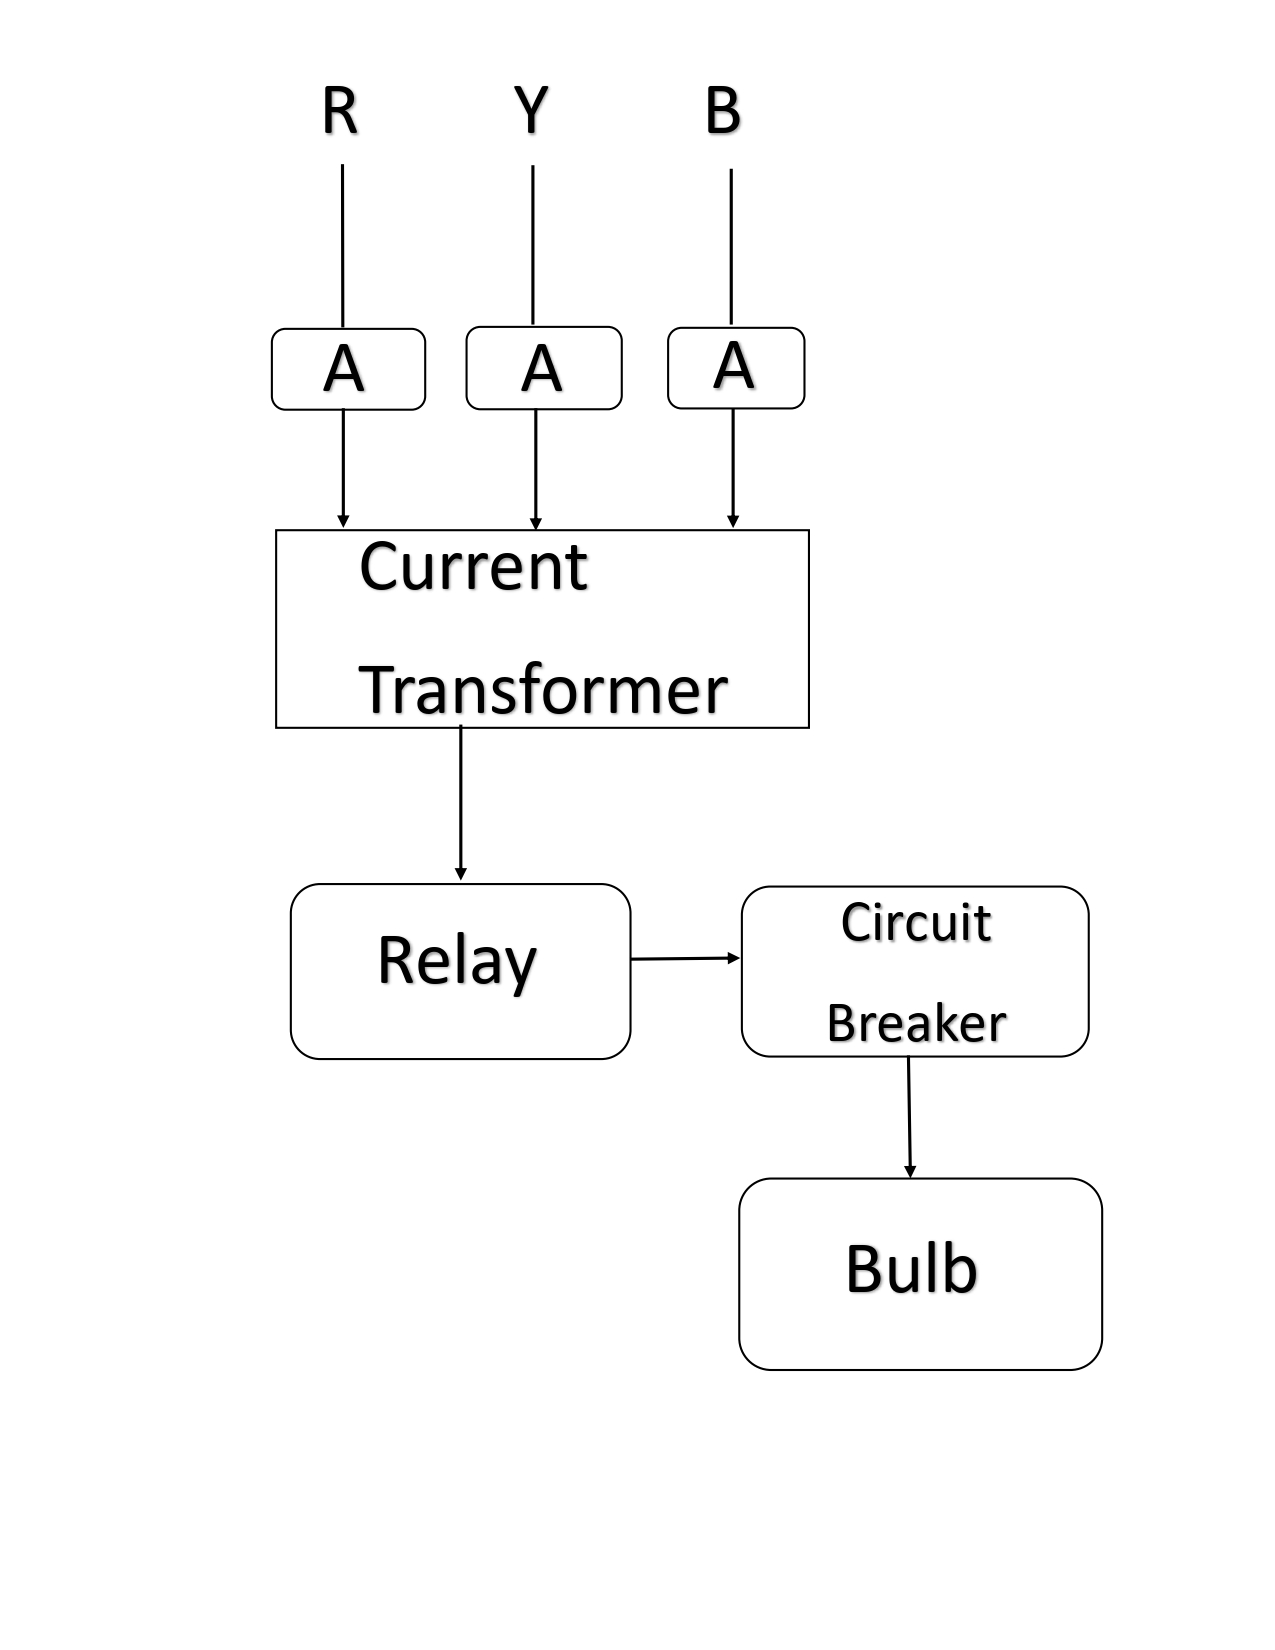 R Y B
A A A
Current
Transformer
Relay
Circuit
Breaker
Bulb